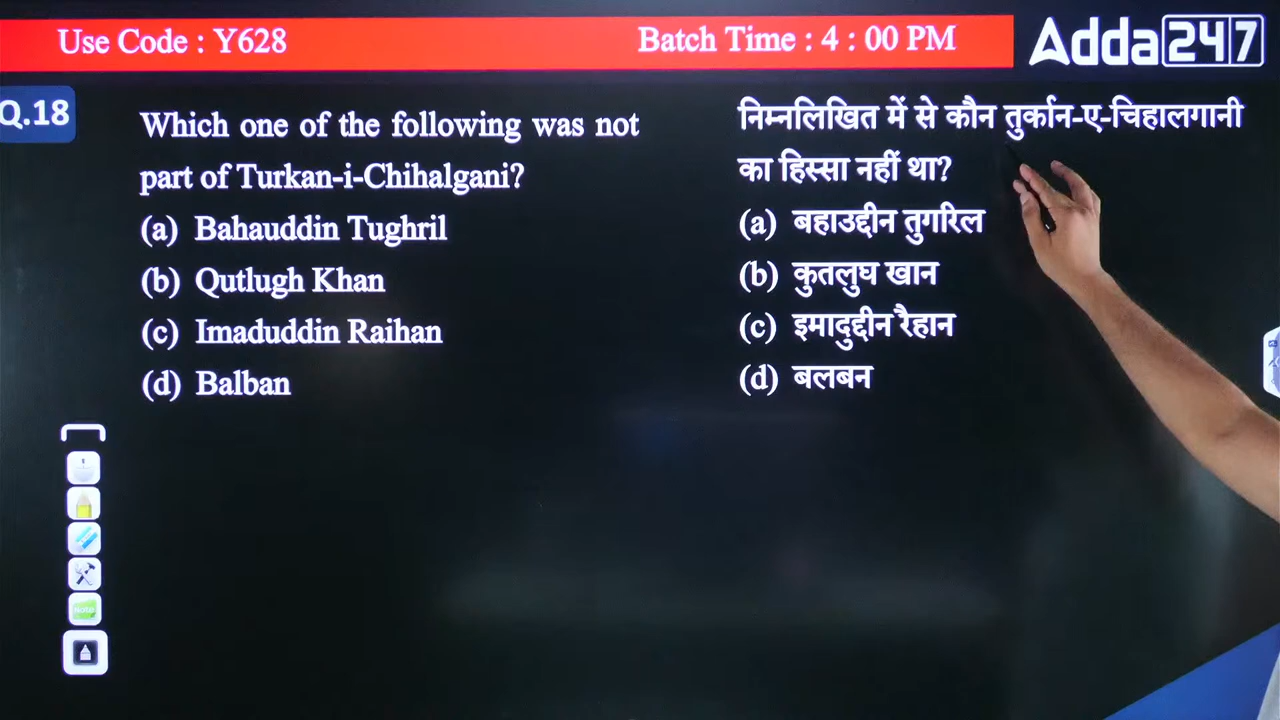 Use Code : Y628
Batch Time : 4 : 00 PM
Adda247
Q.18
Which one of the following was not
part of Turkan-i-Chihalgani?
(a) Bahauddin Tughril
(b) Qutlugh Khan
(c) Imaduddin Raihan
(d) Balban
निम्नलिखित में से कौन तुर्कान-ए-चिहालगानी
का हिस्सा नहीं था?
(a) बहाउद्दीन तुगरिल
(b) कुतलुघ खान
(c) इमादुद्दीन रैहान
(d) बलबन